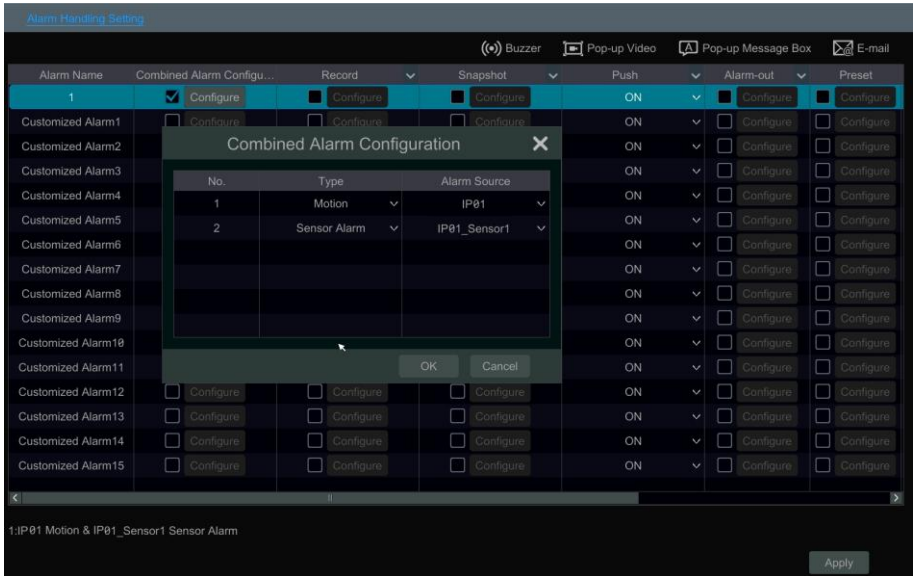 Alarm Handling Setting
Buzzer Pop-up Video Pop-up Message Box E-mail
Alarm Name Combined Alarm Configu... Record Snapshot Push Alarm-out Preset
1 Configure Configure Configure ON Configure Configure
Customized Alarm1 Configure Configure Configure ON Configure Configure
Customized Alarm2 ON Configure Configure
Combined Alarm Configuration
Customized Alarm3 ON Configure Configure
No. Type Alarm Source
Customized Alarm4 ON Configure Configure
1 Motion IP01
Customized Alarm5 ON Configure Configure
2 Sensor Alarm IP01_Sensor1
Customized Alarm6 ON Configure Configure
Customized Alarm7 ON Configure Configure
Customized Alarm8 ON Configure Configure
Customized Alarm9 ON Configure Configure
Customized Alarm10 ON Configure Configure
Customized Alarm11 ON Configure Configure
OK Cancel
Customized Alarm12 Configure Configure Configure ON Configure Configure
Customized Alarm13 Configure Configure Configure ON Configure Configure
Customized Alarm14 Configure Configure Configure ON Configure Configure
Customized Alarm15 Configure Configure Configure ON Configure Configure
1:IP01 Motion & IP01_Sensor1 Sensor Alarm
Apply